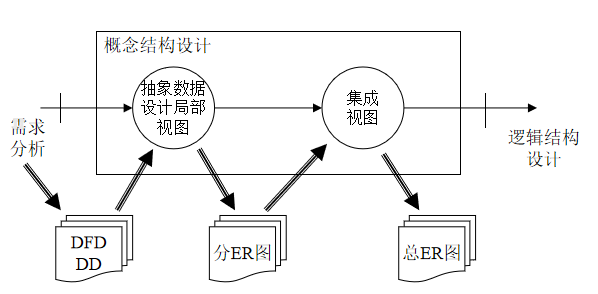 概念结构设计
抽象数据
设计局部
视图
集成
视图
需求
分析
逻辑结构
设计
DFD
DD
分ER图
总ER图